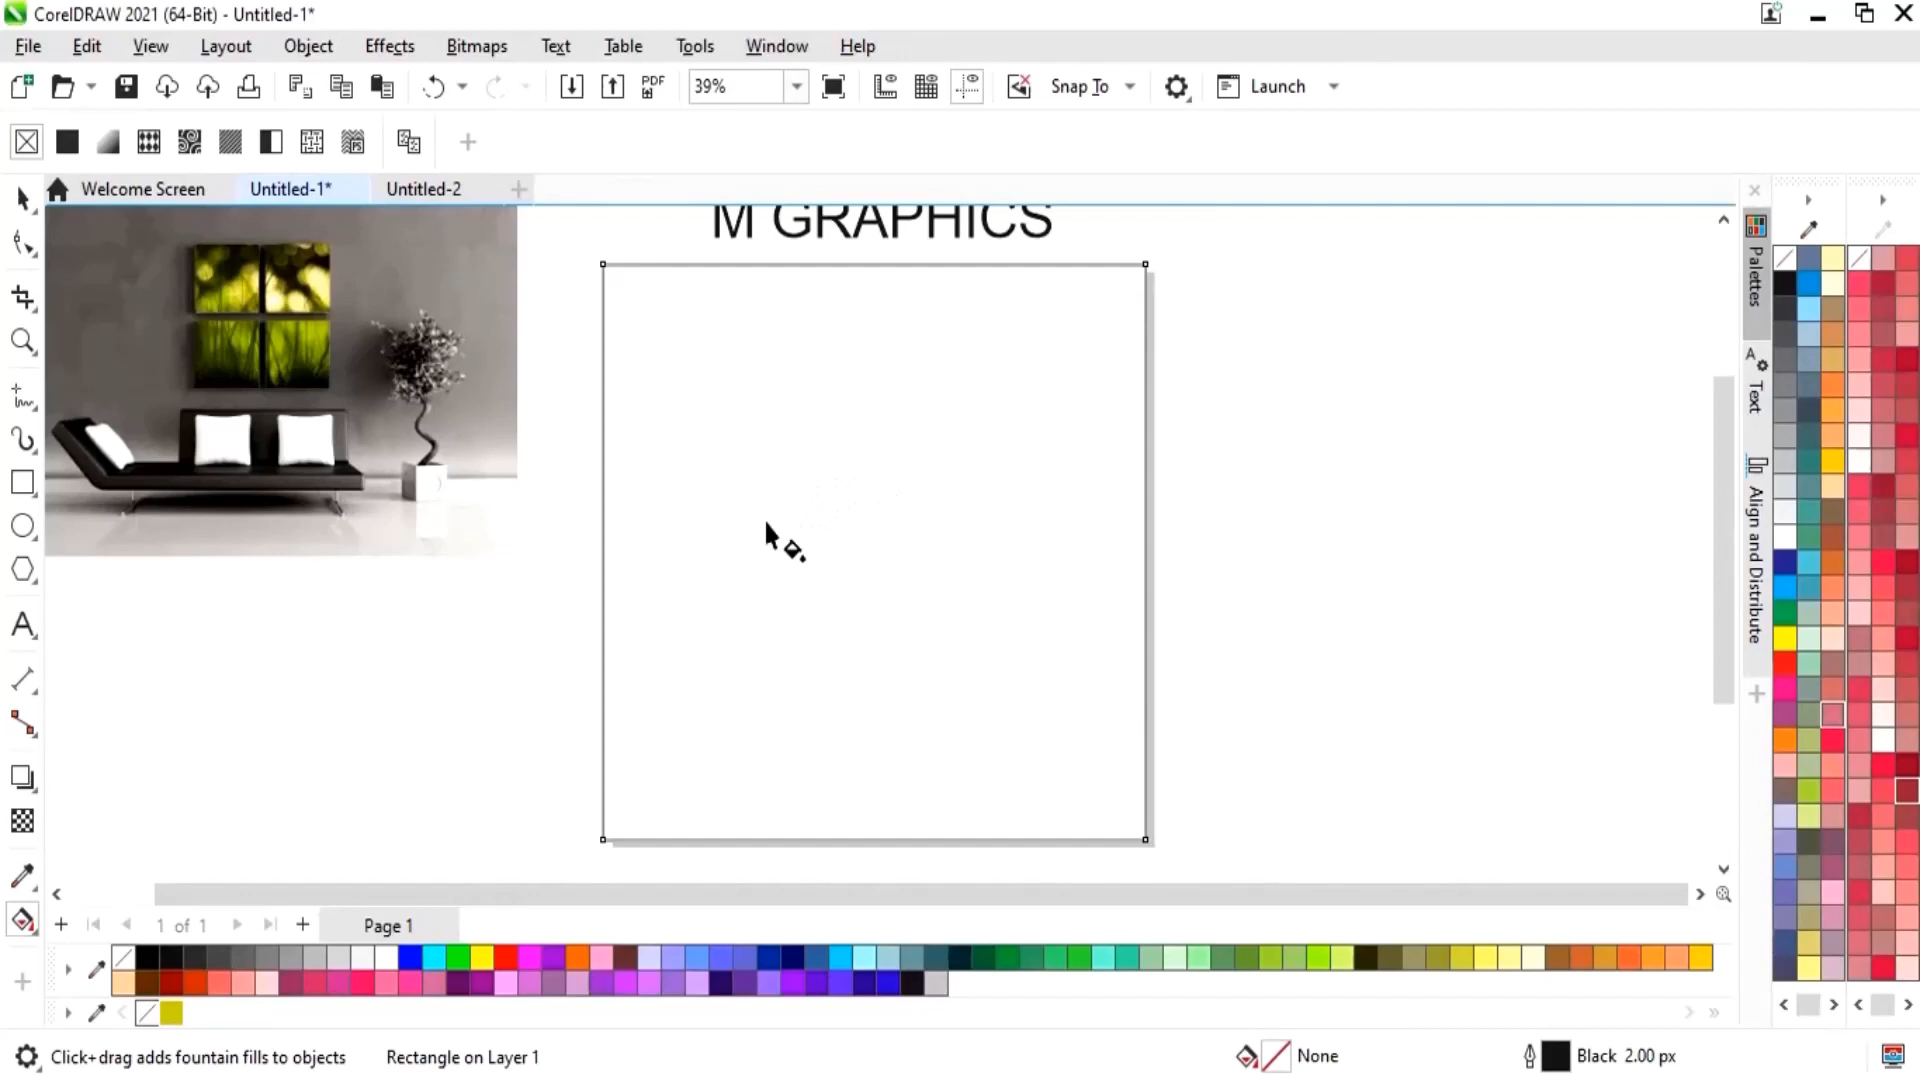 CorelDRAW 2021 (64-Bit) - Untitled-1*
File Edit View Layout Object Effects Bitmaps Text Table Tools Window Help
PDF 39% Snap To Launch
Welcome Screen Untitled-1* Untitled-2
M GRAPHICS
Palettes
Text
Align and Distribute
1 of 1 Page 1
Click+drag adds fountain fills to objects Rectangle on Layer 1 None Black 2.00 px